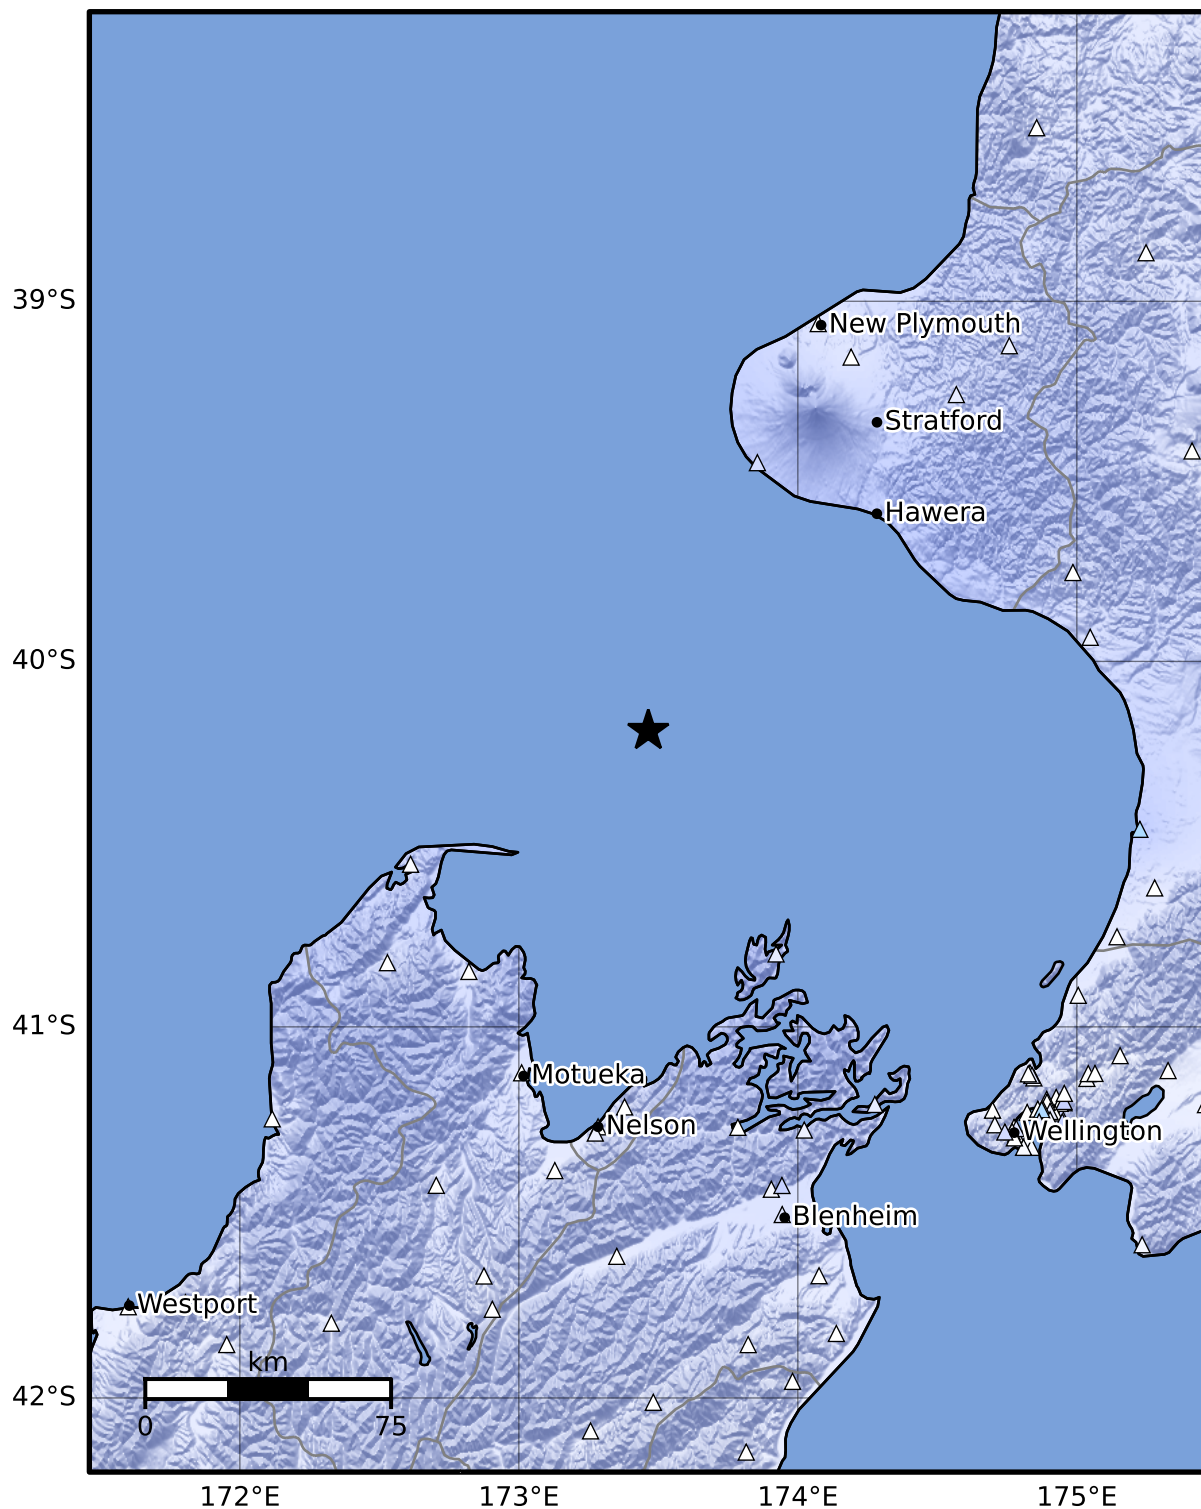 39°S
New Plymouth
Stratford
Hawera
40°S
41°S
Motueka
Nelson
Wellington
Blenheim
Westport
km
0 75
42°S
172°E 173°E 174°E 175°E